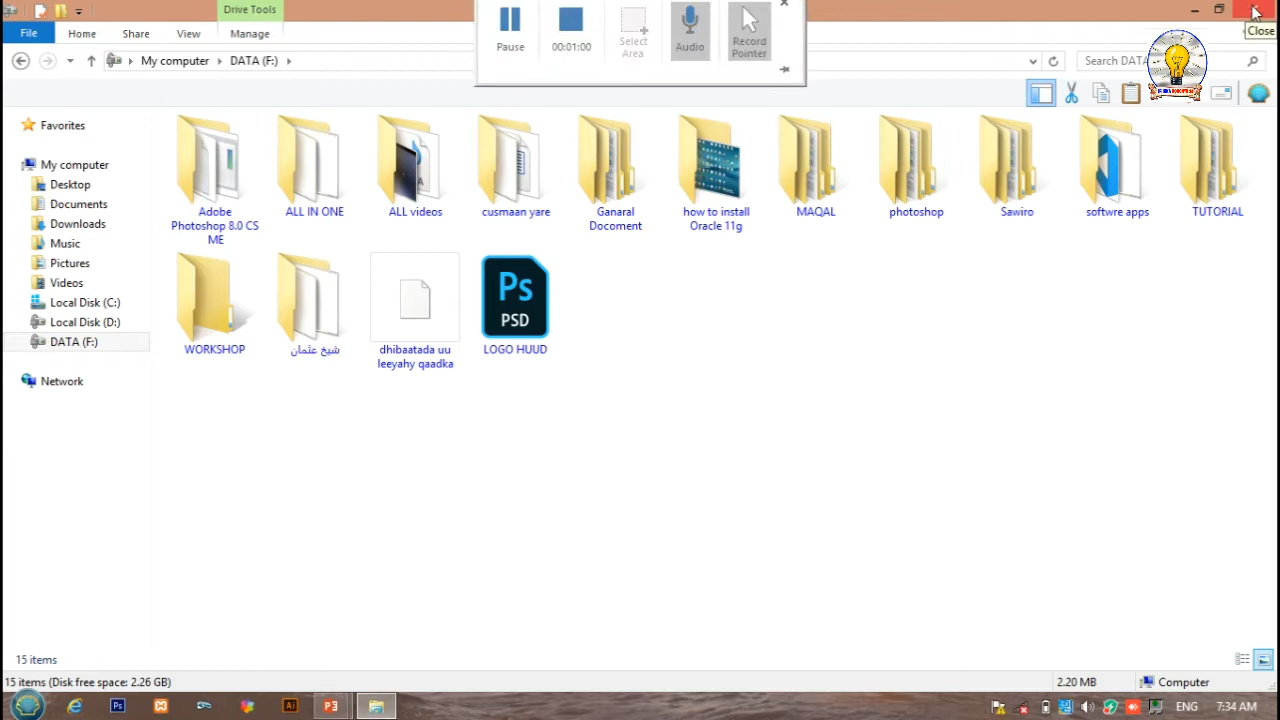 Drive Tools
File Home Share View Manage
Pause
00:01:00
Select Area
Audio
Record Pointer
Close
My computer DATA (F:)
Search DATA
Favorites
My computer
Desktop
Documents
Downloads
Music
Pictures
Videos
Local Disk (C:)
Local Disk (D:)
DATA (F:)
Network
Adobe Photoshop 8.0 CS ME
ALL IN ONE
ALL videos
cusmaan yare
Ganaral Docoment
how to install Oracle 11g
MAQAL
photoshop
Sawiro
softwre apps
TUTORIAL
WORKSHOP
شيخ عثمان
dhibaatada uu leeyahy qaadka
Ps
PSD
LOGO HUUD
15 items
15 items (Disk free space: 2.26 GB)
2.20 MB
Computer
Ps
Ai
P3
ENG
7:34 AM